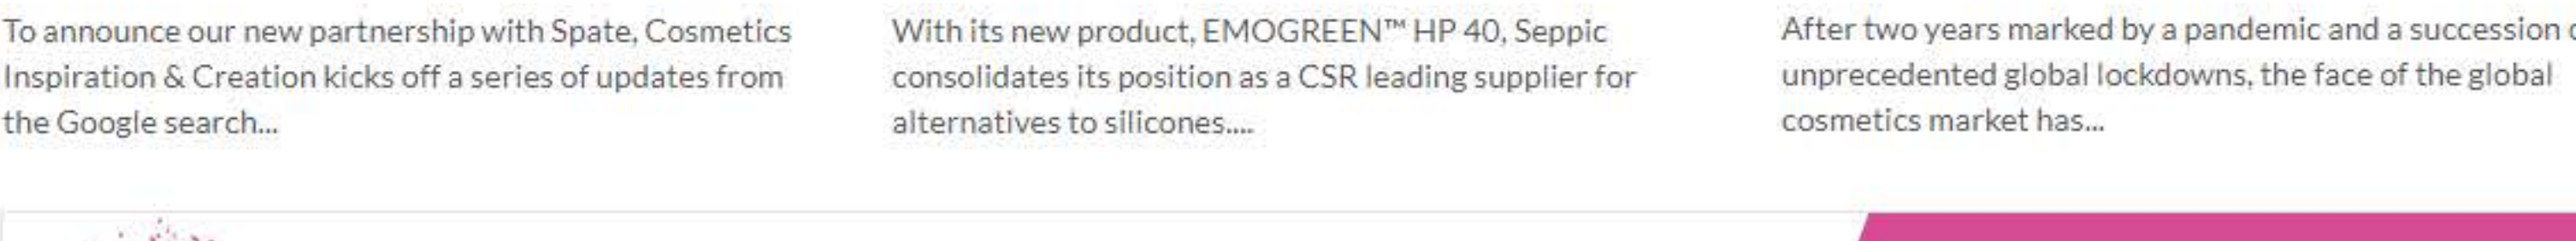 To announce our new partnership with Spate, Cosmetics
Inspiration & Creation kicks off a series of updates from
the Google search...
With its new product, EMOGREEN™ HP 40, Seppic
consolidates its position as a CSR leading supplier for
alternatives to silicones....
After two years marked by a pandemic and a succession
unprecedented global lockdowns, the face of the global
cosmetics market has...